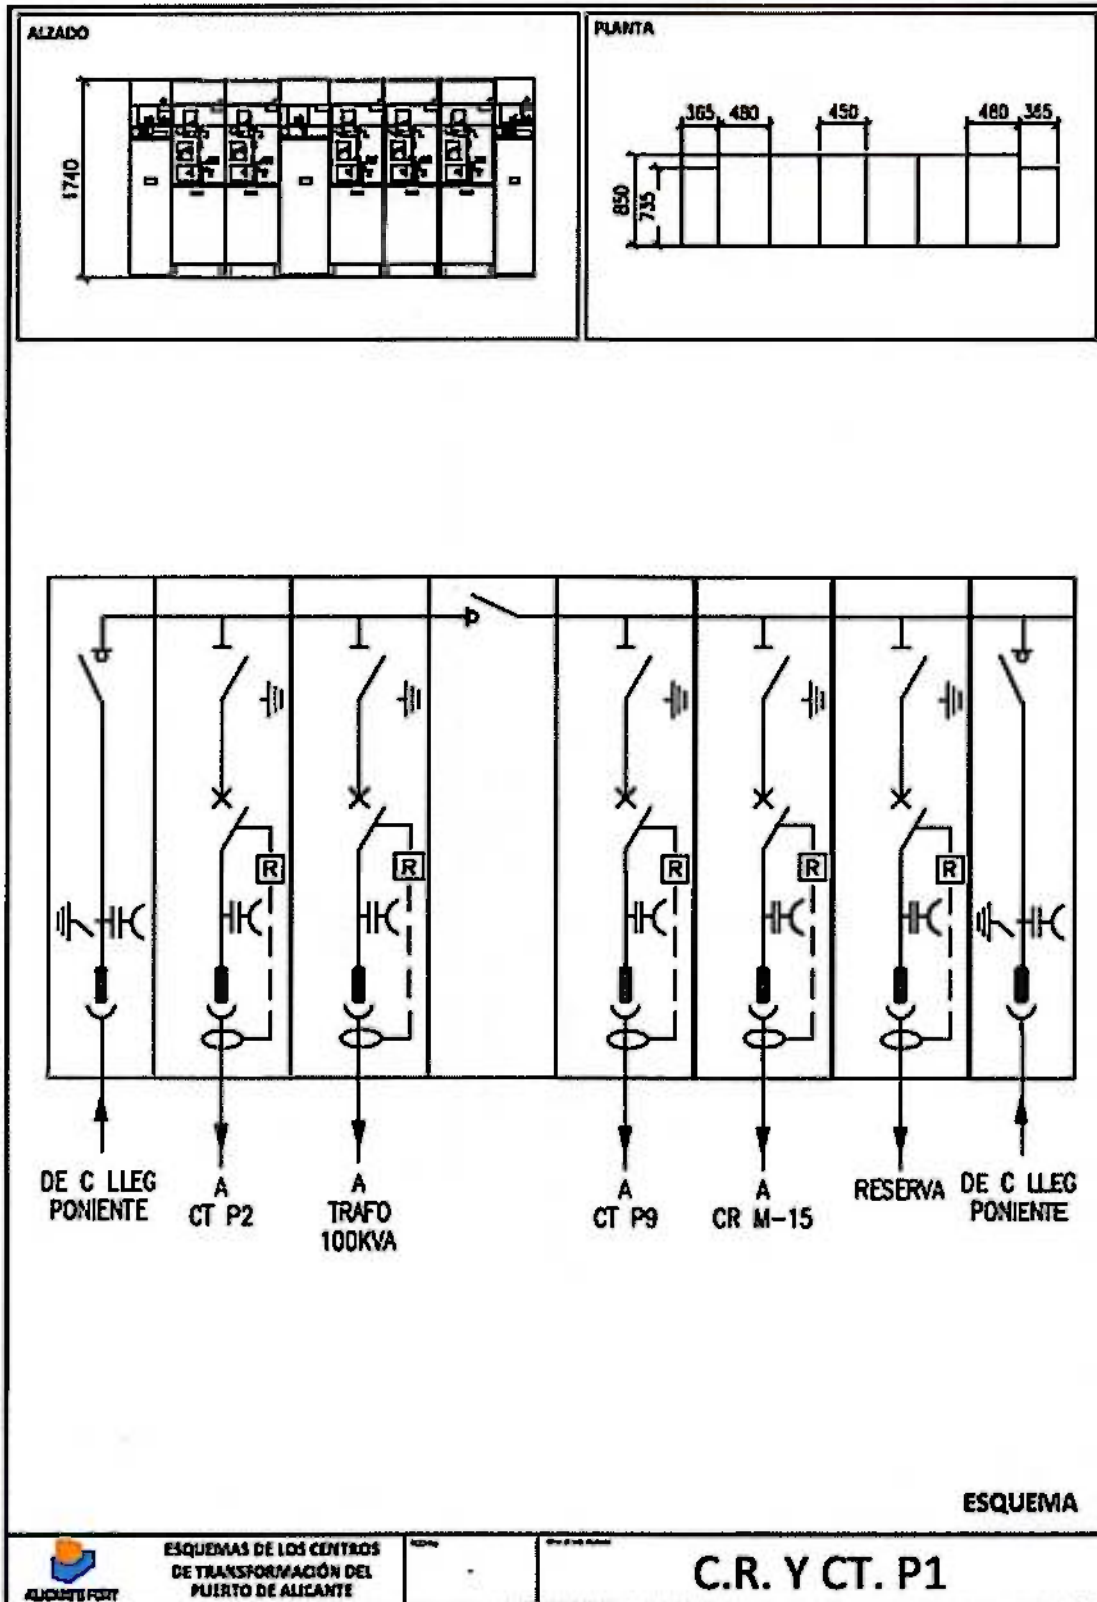 ALZADO
1740
PLANTA
365 480 450 480 365
850
735
R R R R R
DE C LLEG
PONIENTE
A
CT P2
A
TRAFO
100KVA
A
CT P9
A
CR M-15
RESERVA
DE C LLEG
PONIENTE
ESQUEMA
ALICANTE PORT
ESQUEMAS DE LOS CENTROS
DE TRANSFORMACIÓN DEL
PUERTO DE ALICANTE
C.R. Y CT. P1